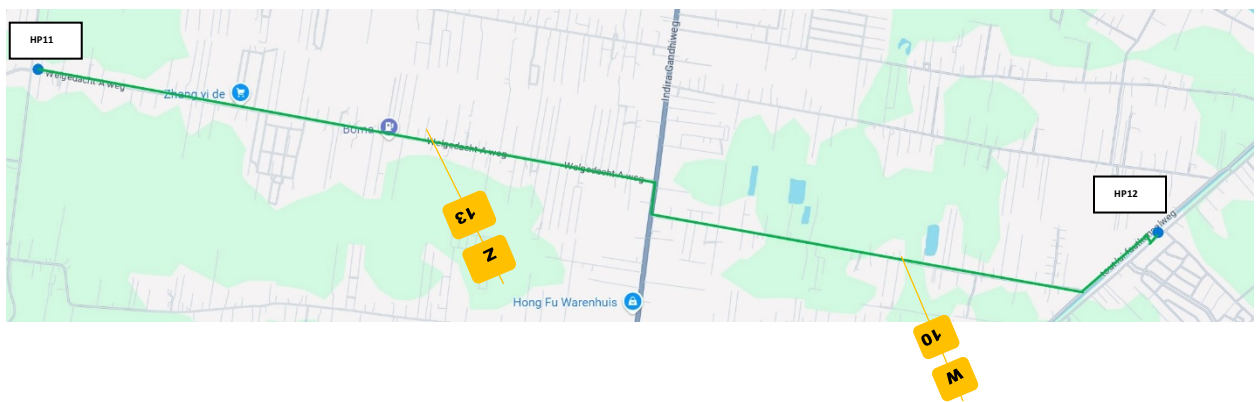 HP11
Welgedacht A weg
Zhang yi de
Boma
Welgedacht A weg
Welgedacht A weg
Indira Gandhiweg
13
Z
Hong Fu Warenhuis
HP12
10
W